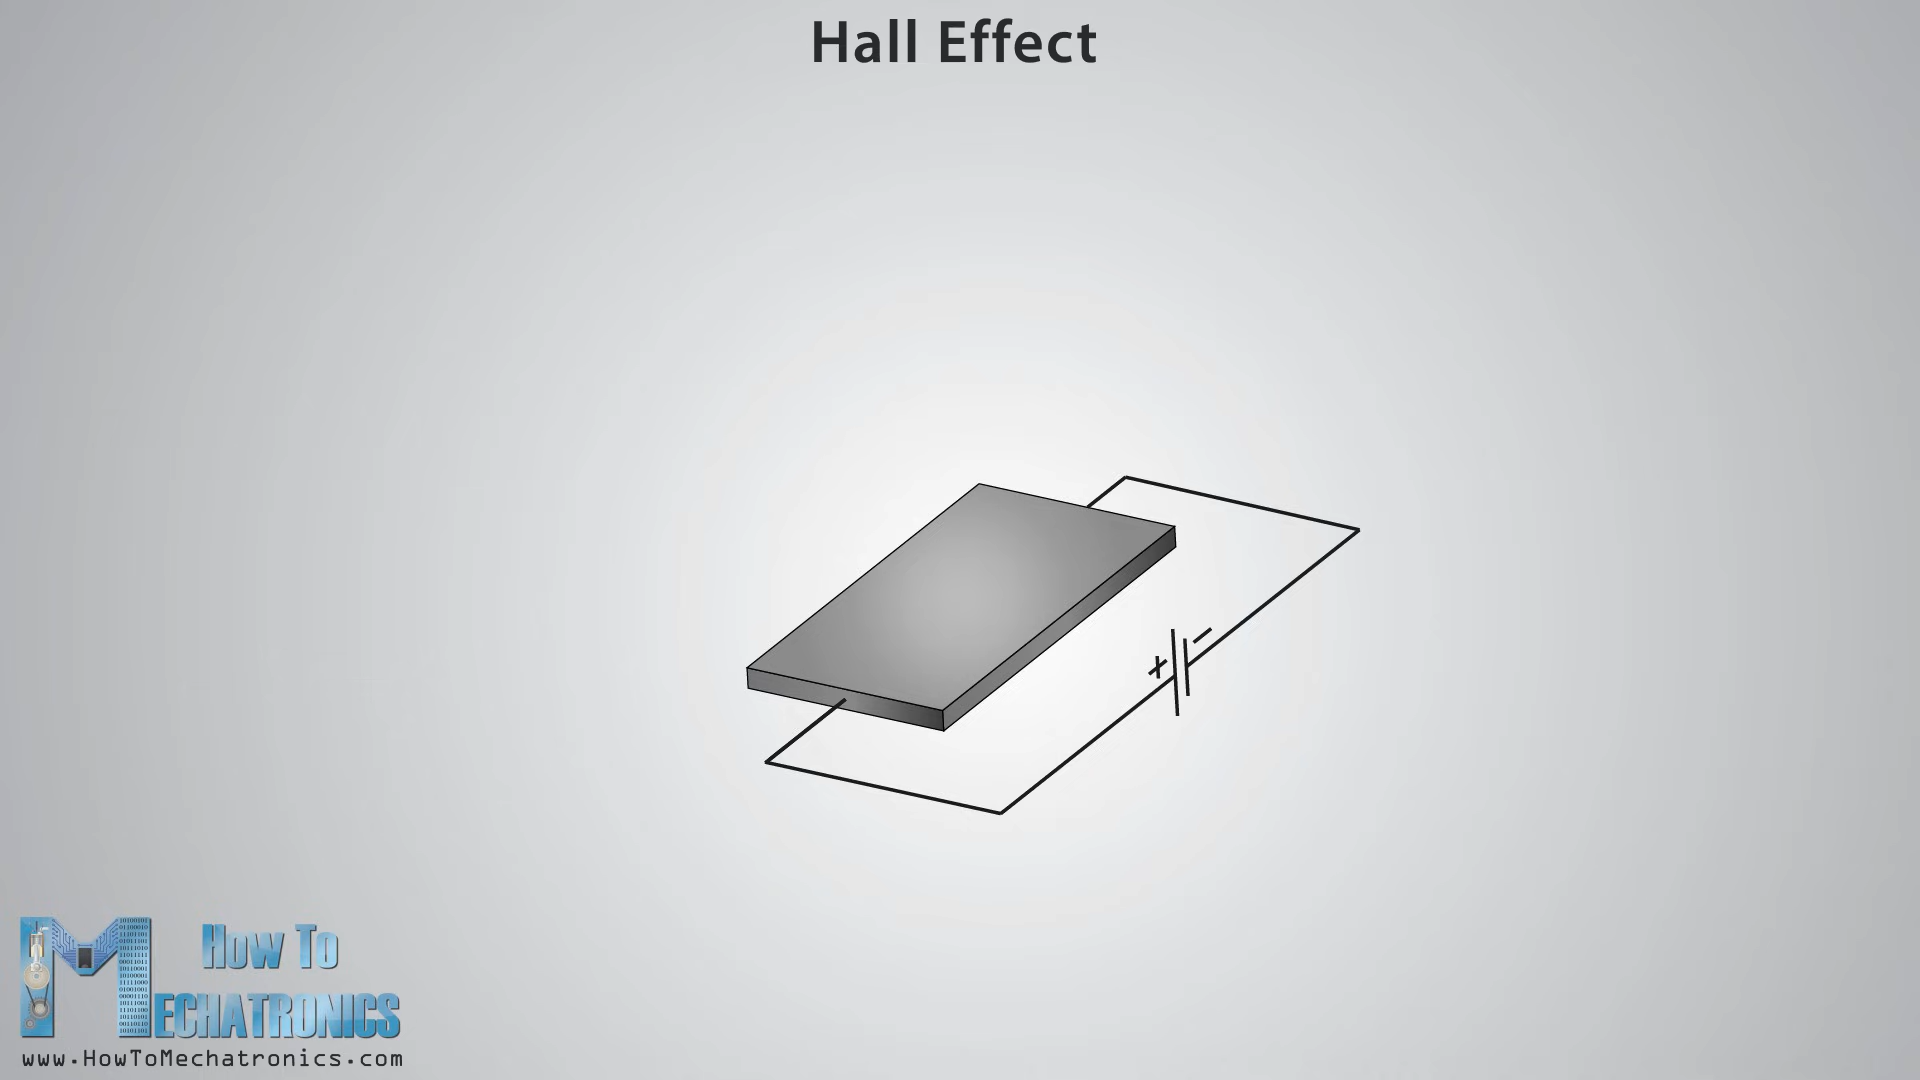 Hall Effect
+ -
How To
MECHATRONICS
www.HowToMechatronics.com